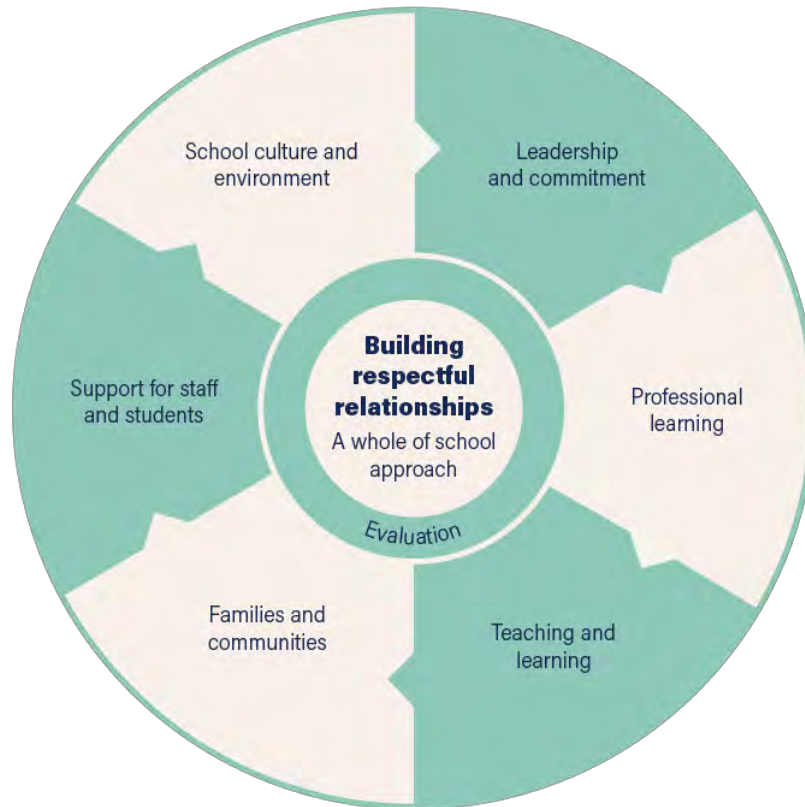 School culture and
environment
Leadership
and commitment
Support for staff
and students
Building
respectful
relationships
A whole of school
approach
Professional
learning
Evaluation
Families and
communities
Teaching and
learning